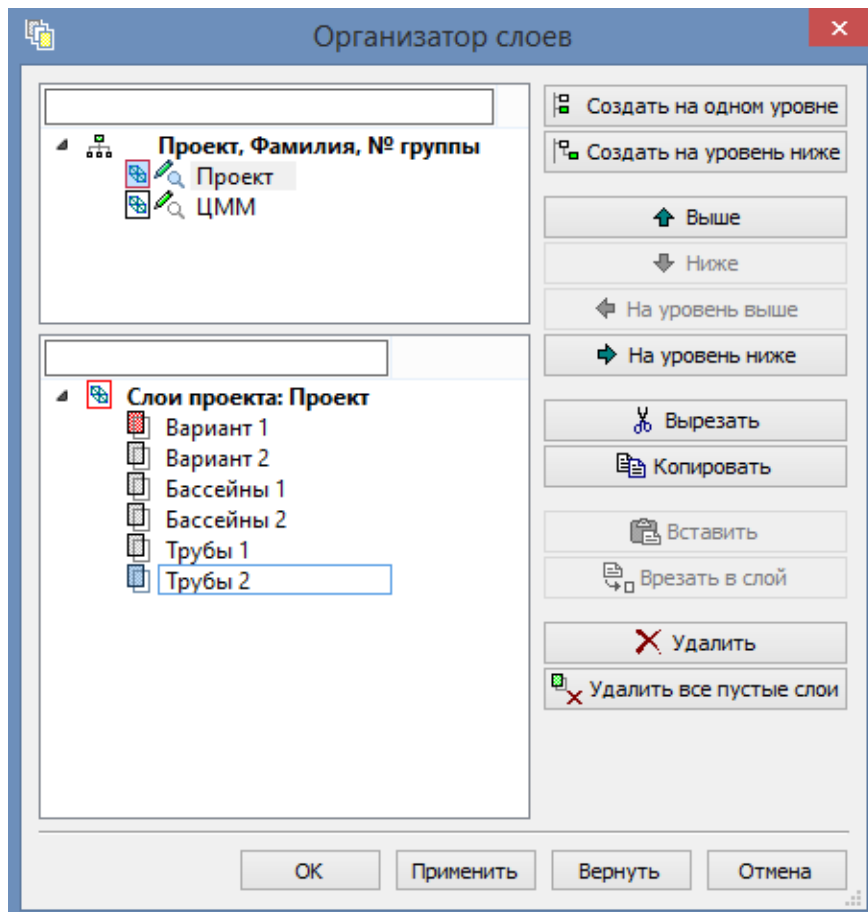 Организатор слоев
Проект, Фамилия, № группы
Проект
ЦММ
Слои проекта: Проект
Вариант 1
Вариант 2
Бассейны 1
Бассейны 2
Трубы 1
Трубы 2
Создать на одном уровне
Создать на уровень ниже
Выше
Ниже
На уровень выше
На уровень ниже
Вырезать
Копировать
Вставить
Врезать в слой
Удалить
Удалить все пустые слои
ОК
Применить
Вернуть
Отмена